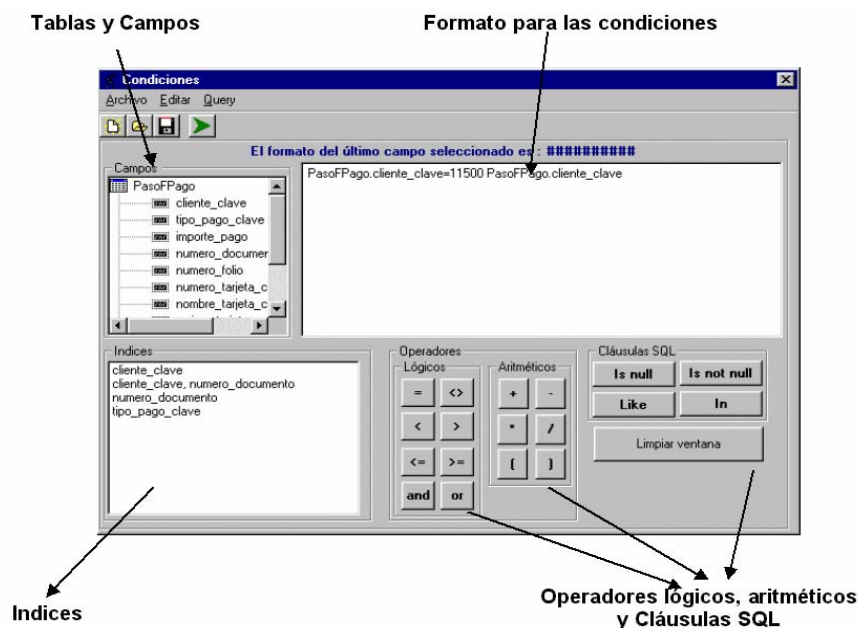 Tablas y Campos
Formato para las condiciones
Condiciones
Archivo Editar Query
El formato del último campo seleccionado es : ##########
Campos
PasoFPago
cliente_clave
tipo_pago_clave
importe_pago
numero_documer
numero_folio
numero_tarjeta_c
nombre_tarjeta_c
PasoFPago.cliente_clave=11500 PasoFPago.cliente_clave
Indices
cliente_clave
cliente_clave, numero_documento
numero_documento
tipo_pago_clave
Operadores
Lógicos
= <>
< >
<= >=
and or
Aritméticos
+ -
* /
( )
Cláusulas SQL
Is null Is not null
Like In
Limpiar ventana
Indices
Operadores lógicos, aritméticos
y Cláusulas SQL